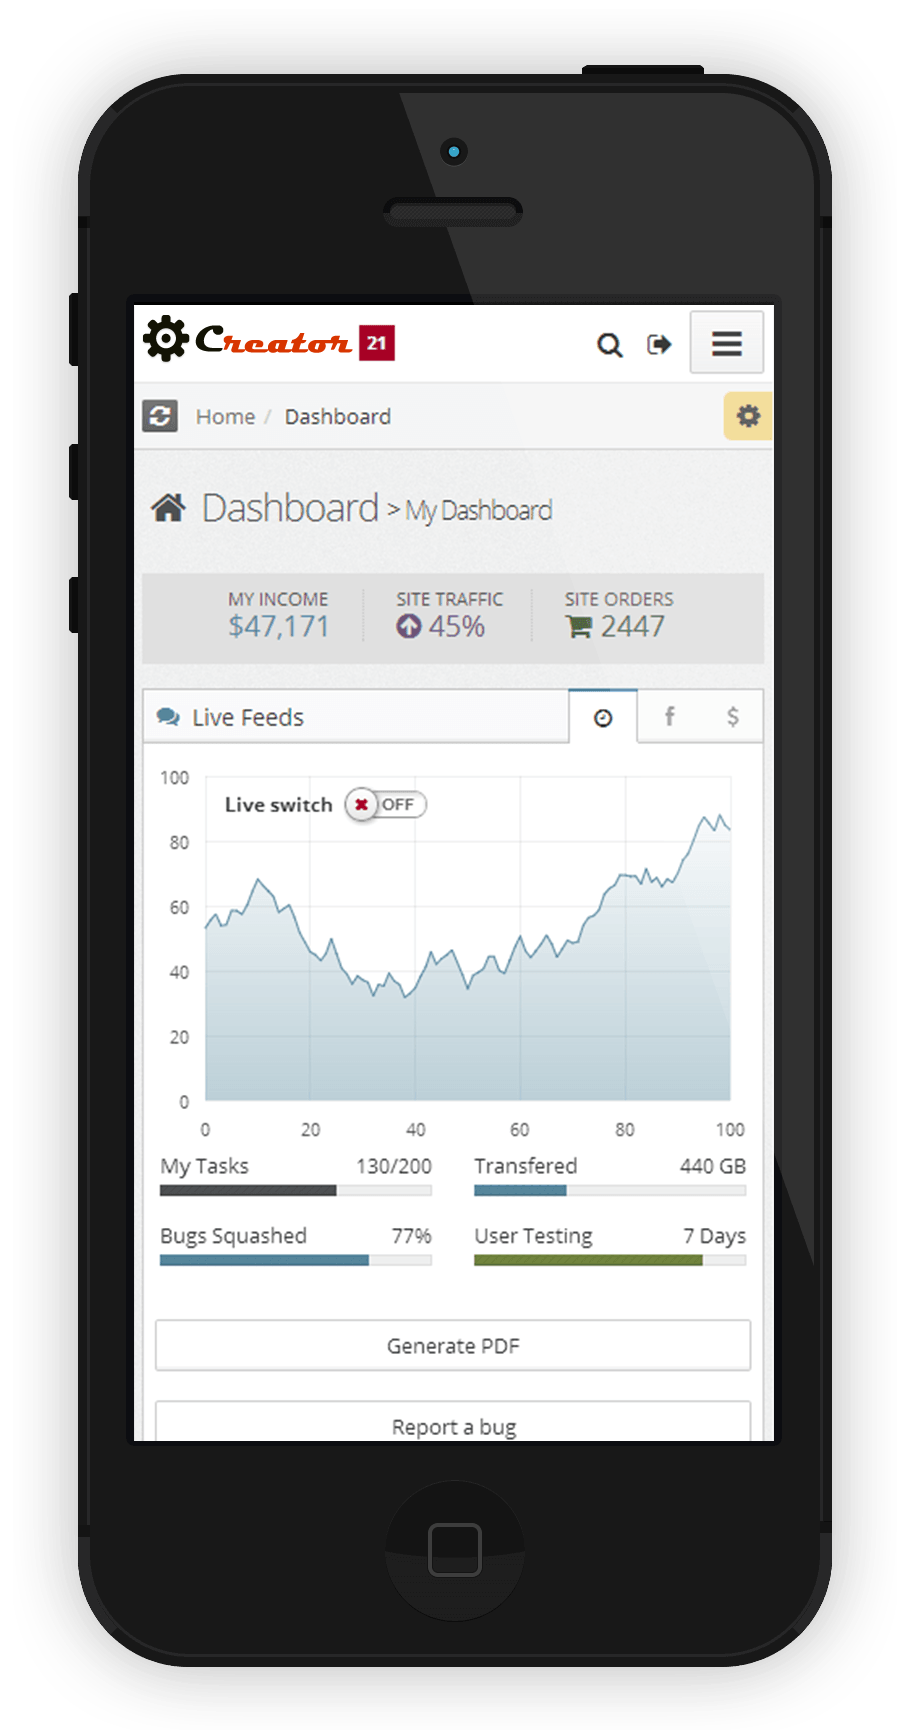 Creator 21
Home / Dashboard
Dashboard > My Dashboard
MY INCOME SITE TRAFFIC SITE ORDERS
$47,171 45% 2447
Live Feeds f $
100
Live switch OFF
80
60
40
20
0
0 20 40 60 80 100
My Tasks 130/200 Transfered 440 GB
Bugs Squashed 77% User Testing 7 Days
Generate PDF
Report a bug